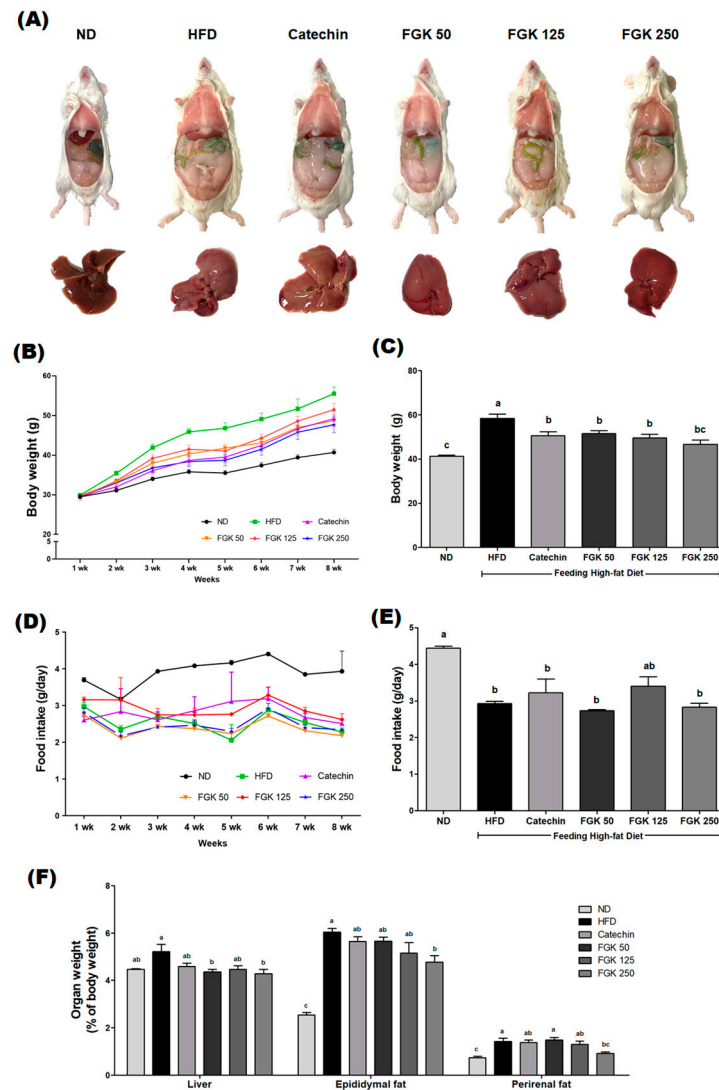 (A)
ND HFD Catechin FGK 50 FGK 125 FGK 250
(B)
Body weight (g)
60
50
40
30
5
0
ND HFD Catechin
FGK 50 FGK 125 FGK 250
1 wk 2 wk 3 wk 4 wk 5 wk 6 wk 7 wk 8 wk
Weeks
(C)
Body weight (g)
80
60
40
20
0
c a b b b bc
ND HFD Catechin FGK 50 FGK 125 FGK 250
Feeding High-fat Diet
(D)
Food intake (g/day)
5
4
3
2
1
0
ND HFD Catechin
FGK 50 FGK 125 FGK 250
1 wk 2 wk 3 wk 4 wk 5 wk 6 wk 7 wk 8 wk
Weeks
(E)
Food intake (g/day)
5
4
3
2
1
0
a b b b ab b
ND HFD Catechin FGK 50 FGK 125 FGK 250
Feeding High-fat Diet
(F)
Organ weight
(% of body weight)
8
6
4
2
0
ab a ab b ab b
c a ab ab ab b
c a ab a ab bc
ND
HFD
Catechin
FGK 50
FGK 125
FGK 250
Liver Epididymal fat Perirenal fat